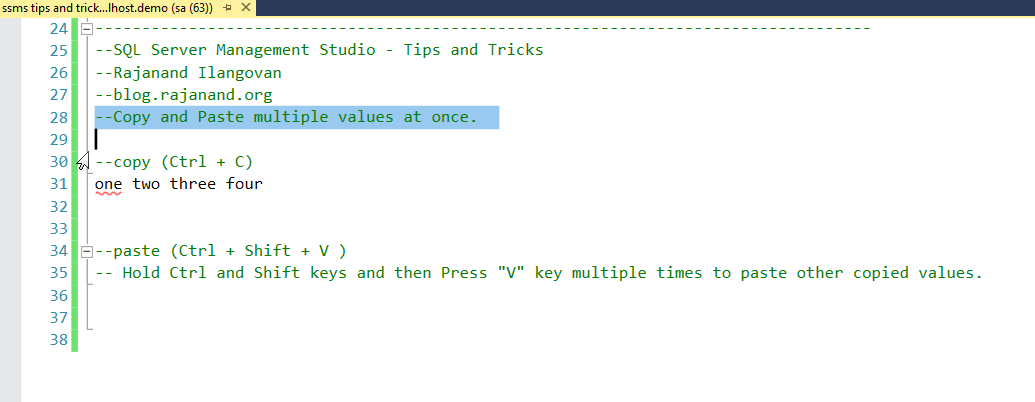 ssms tips and trick...lhost.demo (sa (63))
24 -----------------------------------------------------------------------------------
25 --SQL Server Management Studio - Tips and Tricks
26 --Rajanand Ilangovan
27 --blog.rajanand.org
28 --Copy and Paste multiple values at once.
29
30 --copy (Ctrl + C)
31 one two three four
32
33
34 --paste (Ctrl + Shift + V )
35 -- Hold Ctrl and Shift keys and then Press "V" key multiple times to paste other copied values.
36
37
38